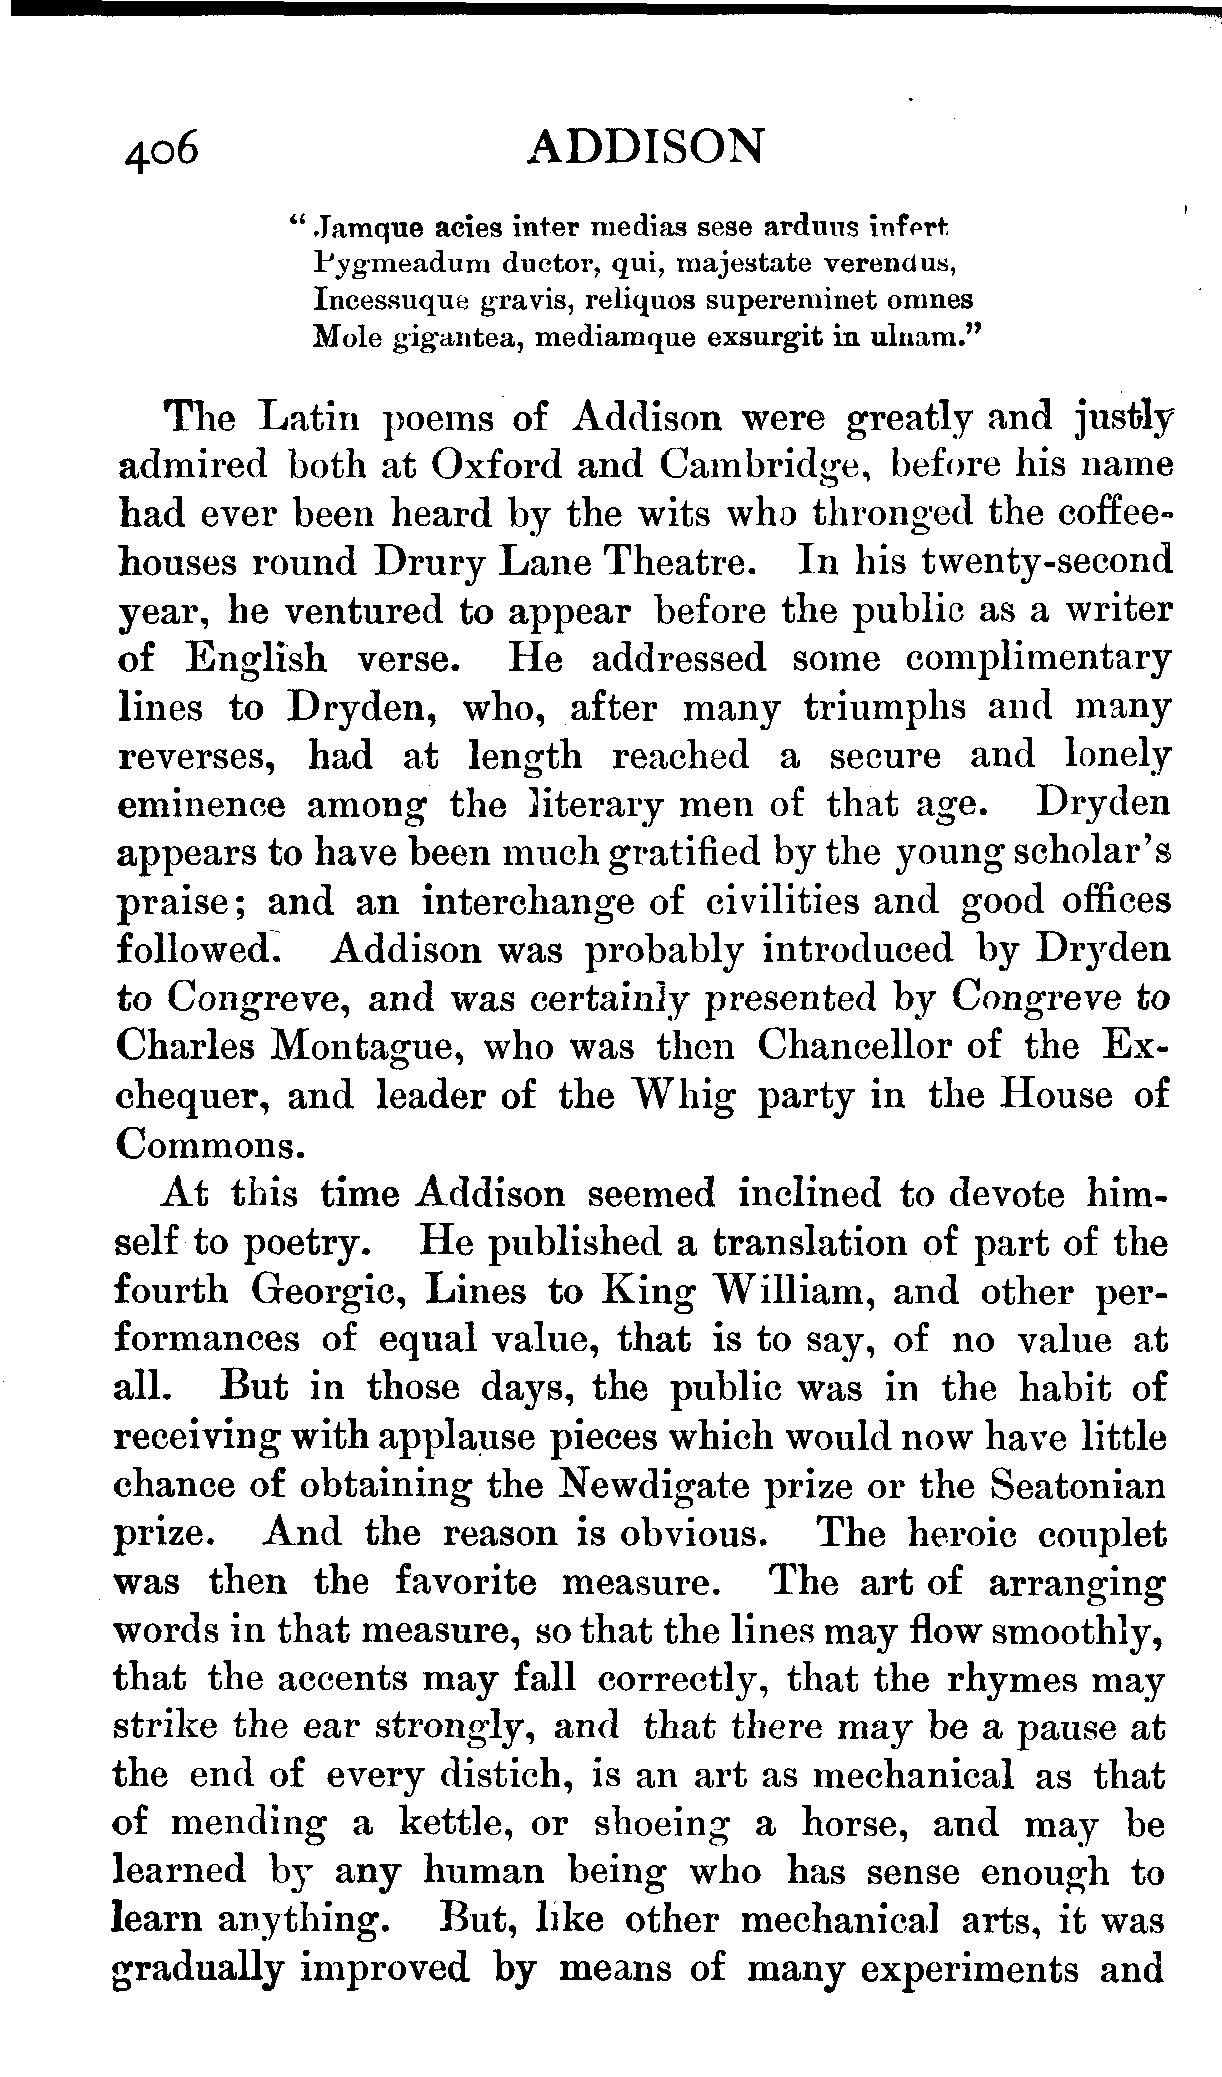 406 ADDISON
“Jamque acies inter medias sese arduus infert
Pygmeadum ductor, qui, majestate verendus,
Incessuque gravis, reliquos supereminet omnes
Mole gigantea, mediamque exsurgit in ulnam.”
The Latin poems of Addison were greatly and justly
admired both at Oxford and Cambridge, before his name
had ever been heard by the wits who thronged the coffee-
houses round Drury Lane Theatre. In his twenty-second
year, he ventured to appear before the public as a writer
of English verse. He addressed some complimentary
lines to Dryden, who, after many triumphs and many
reverses, had at length reached a secure and lonely
eminence among the literary men of that age. Dryden
appears to have been much gratified by the young scholar’s
praise; and an interchange of civilities and good offices
followed. Addison was probably introduced by Dryden
to Congreve, and was certainly presented by Congreve to
Charles Montague, who was then Chancellor of the Ex-
chequer, and leader of the Whig party in the House of
Commons.
At this time Addison seemed inclined to devote him-
self to poetry. He published a translation of part of the
fourth Georgic, Lines to King William, and other per-
formances of equal value, that is to say, of no value at
all. But in those days, the public was in the habit of
receiving with applause pieces which would now have little
chance of obtaining the Newdigate prize or the Seatonian
prize. And the reason is obvious. The heroic couplet
was then the favorite measure. The art of arranging
words in that measure, so that the lines may flow smoothly,
that the accents may fall correctly, that the rhymes may
strike the ear strongly, and that there may be a pause at
the end of every distich, is an art as mechanical as that
of mending a kettle, or shoeing a horse, and may be
learned by any human being who has sense enough to
learn anything. But, like other mechanical arts, it was
gradually improved by means of many experiments and